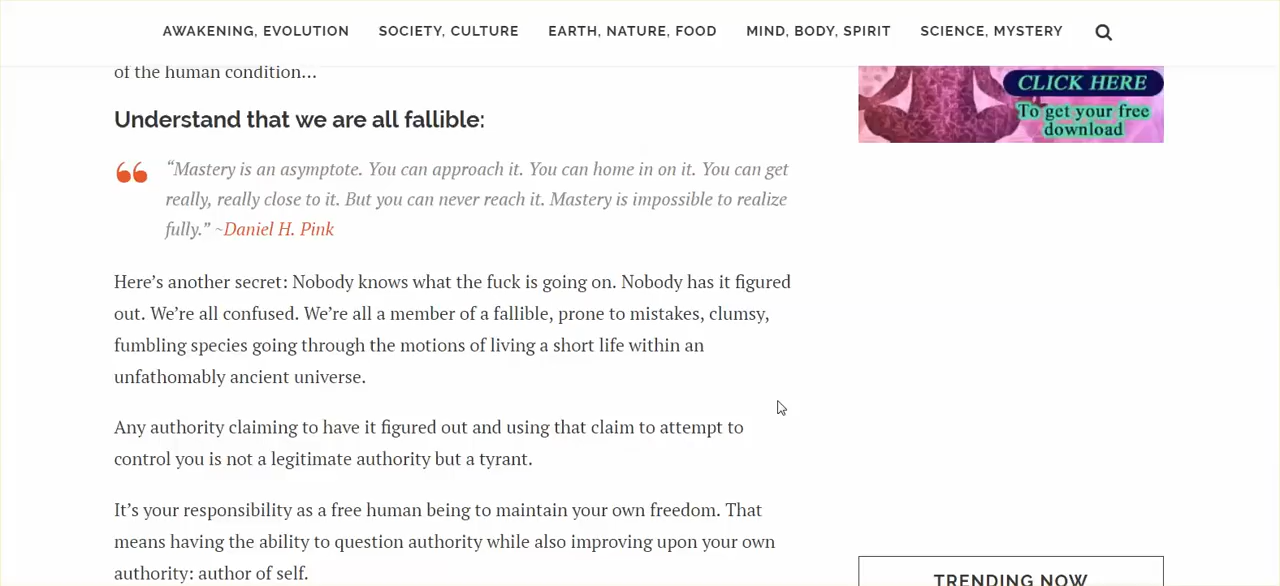 AWAKENING, EVOLUTION SOCIETY, CULTURE EARTH, NATURE, FOOD MIND, BODY, SPIRIT SCIENCE, MYSTERY
of the human condition…
Understand that we are all fallible:
“Mastery is an asymptote. You can approach it. You can home in on it. You can get
really, really close to it. But you can never reach it. Mastery is impossible to realize
fully.” ~Daniel H. Pink
Here’s another secret: Nobody knows what the fuck is going on. Nobody has it figured
out. We’re all confused. We’re all a member of a fallible, prone to mistakes, clumsy,
fumbling species going through the motions of living a short life within an
unfathomably ancient universe.
Any authority claiming to have it figured out and using that claim to attempt to
control you is not a legitimate authority but a tyrant.
It’s your responsibility as a free human being to maintain your own freedom. That
means having the ability to question authority while also improving upon your own
authority: author of self.
CLICK HERE
To get your free
download
TRENDING NOW